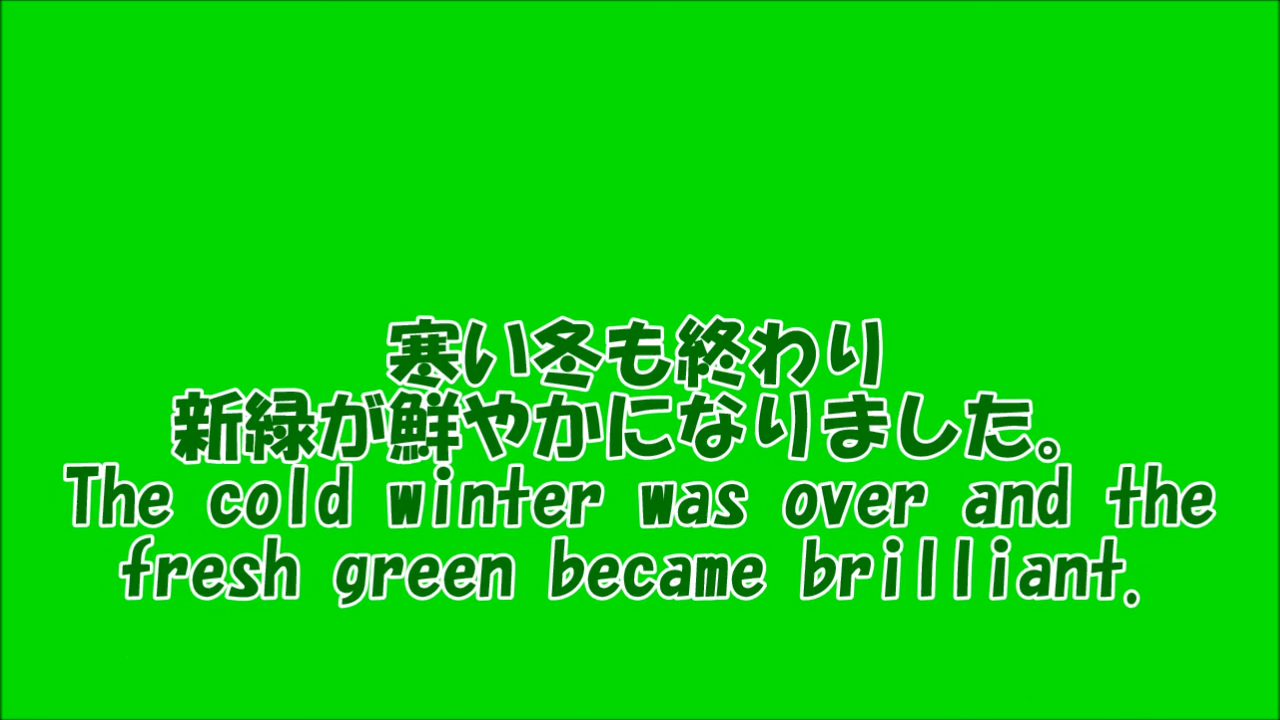 寒い冬も終わり
新緑が鮮やかになりました。
The cold winter was over and the
fresh green became brilliant.